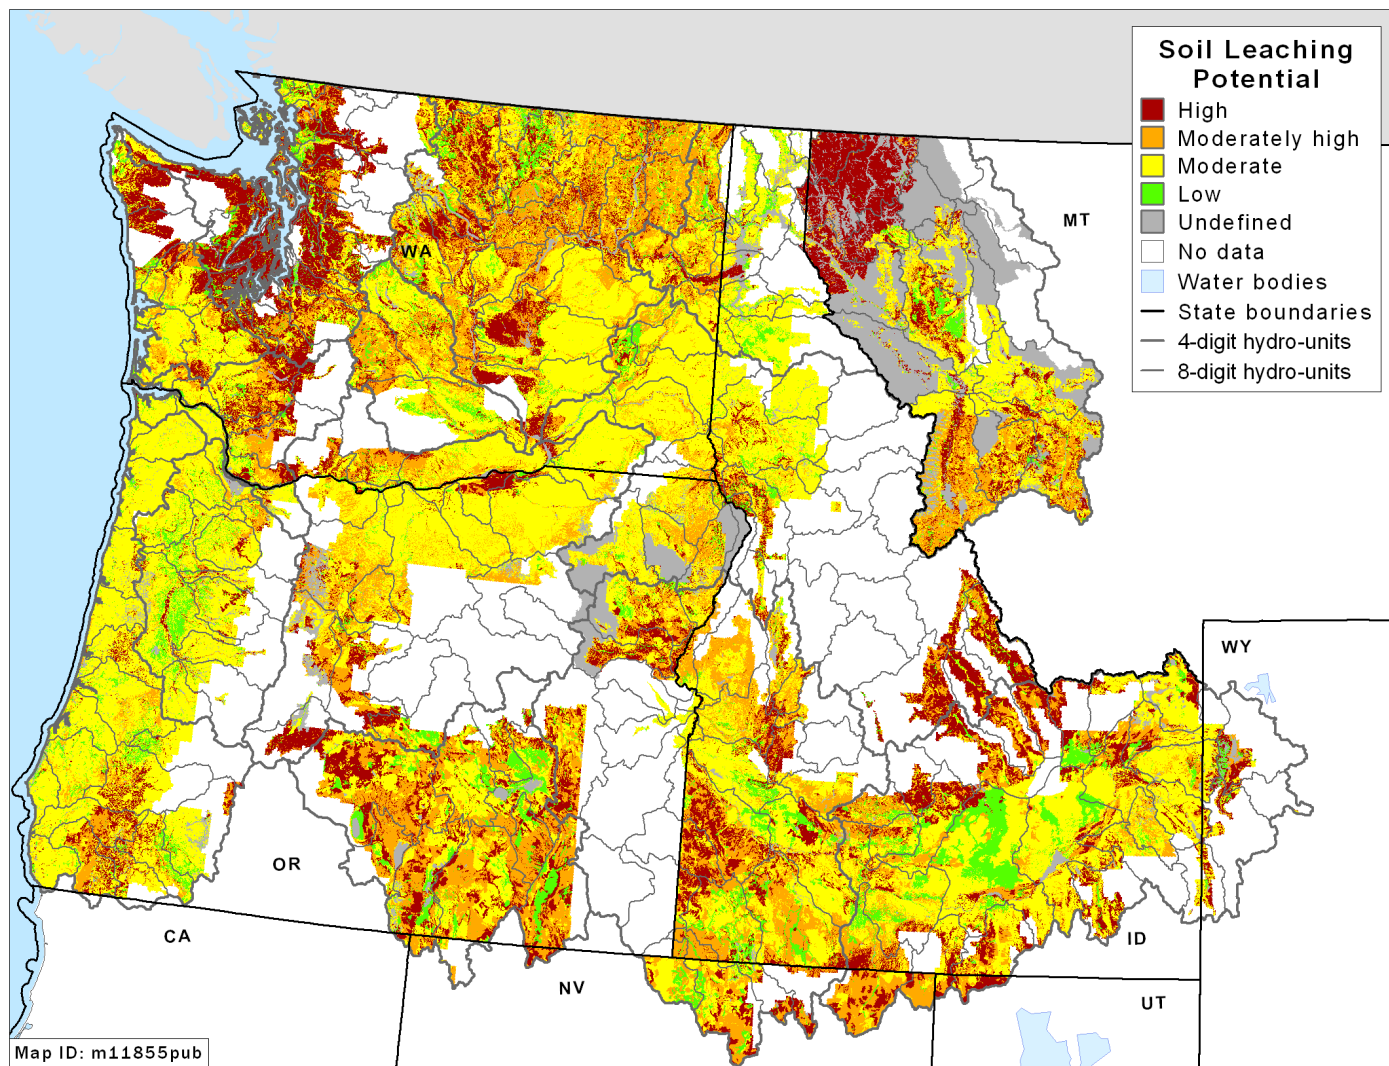 Soil Leaching
Potential
High
Moderately high
Moderate
Low
Undefined
No data
Water bodies
State boundaries
4-digit hydro-units
8-digit hydro-units
MT
WA
WY
OR
CA
ID
NV
UT
Map ID: m11855pub